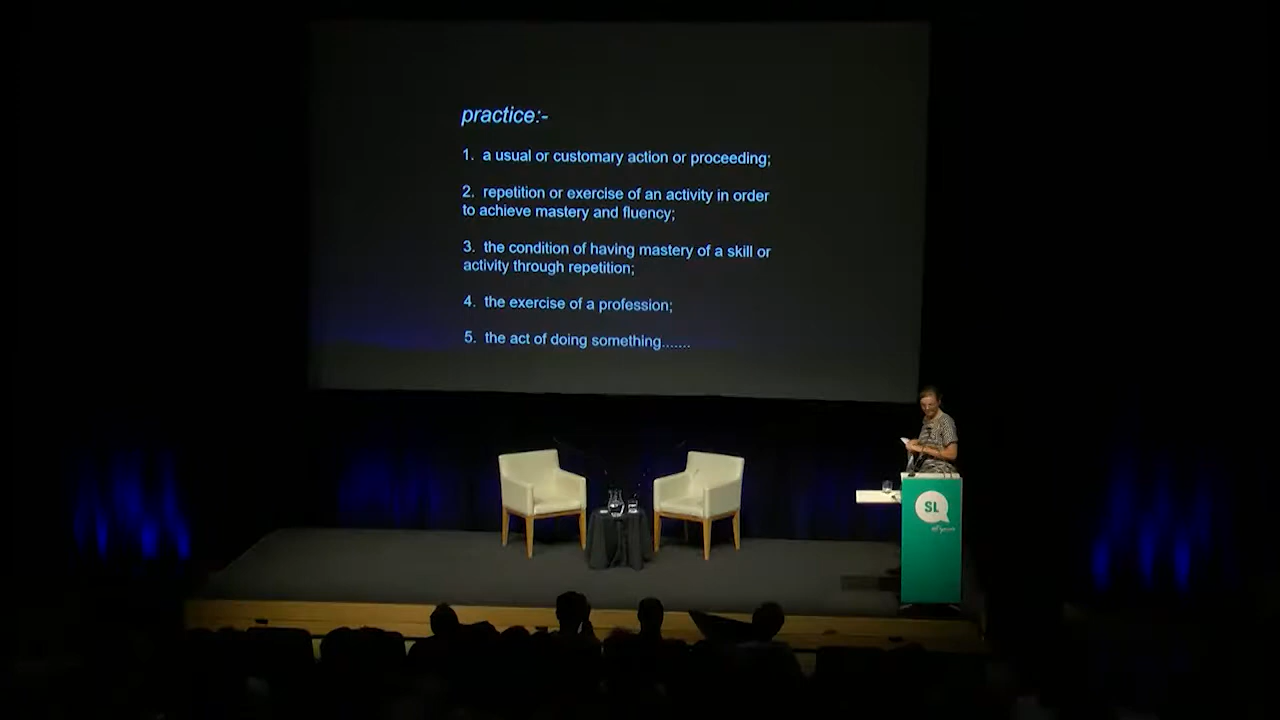 practice:-
1. a usual or customary action or proceeding;
2. repetition or exercise of an activity in order
to achieve mastery and fluency;
3. the condition of having mastery of a skill or
activity through repetition;
4. the exercise of a profession;
5. the act of doing something.......
SL